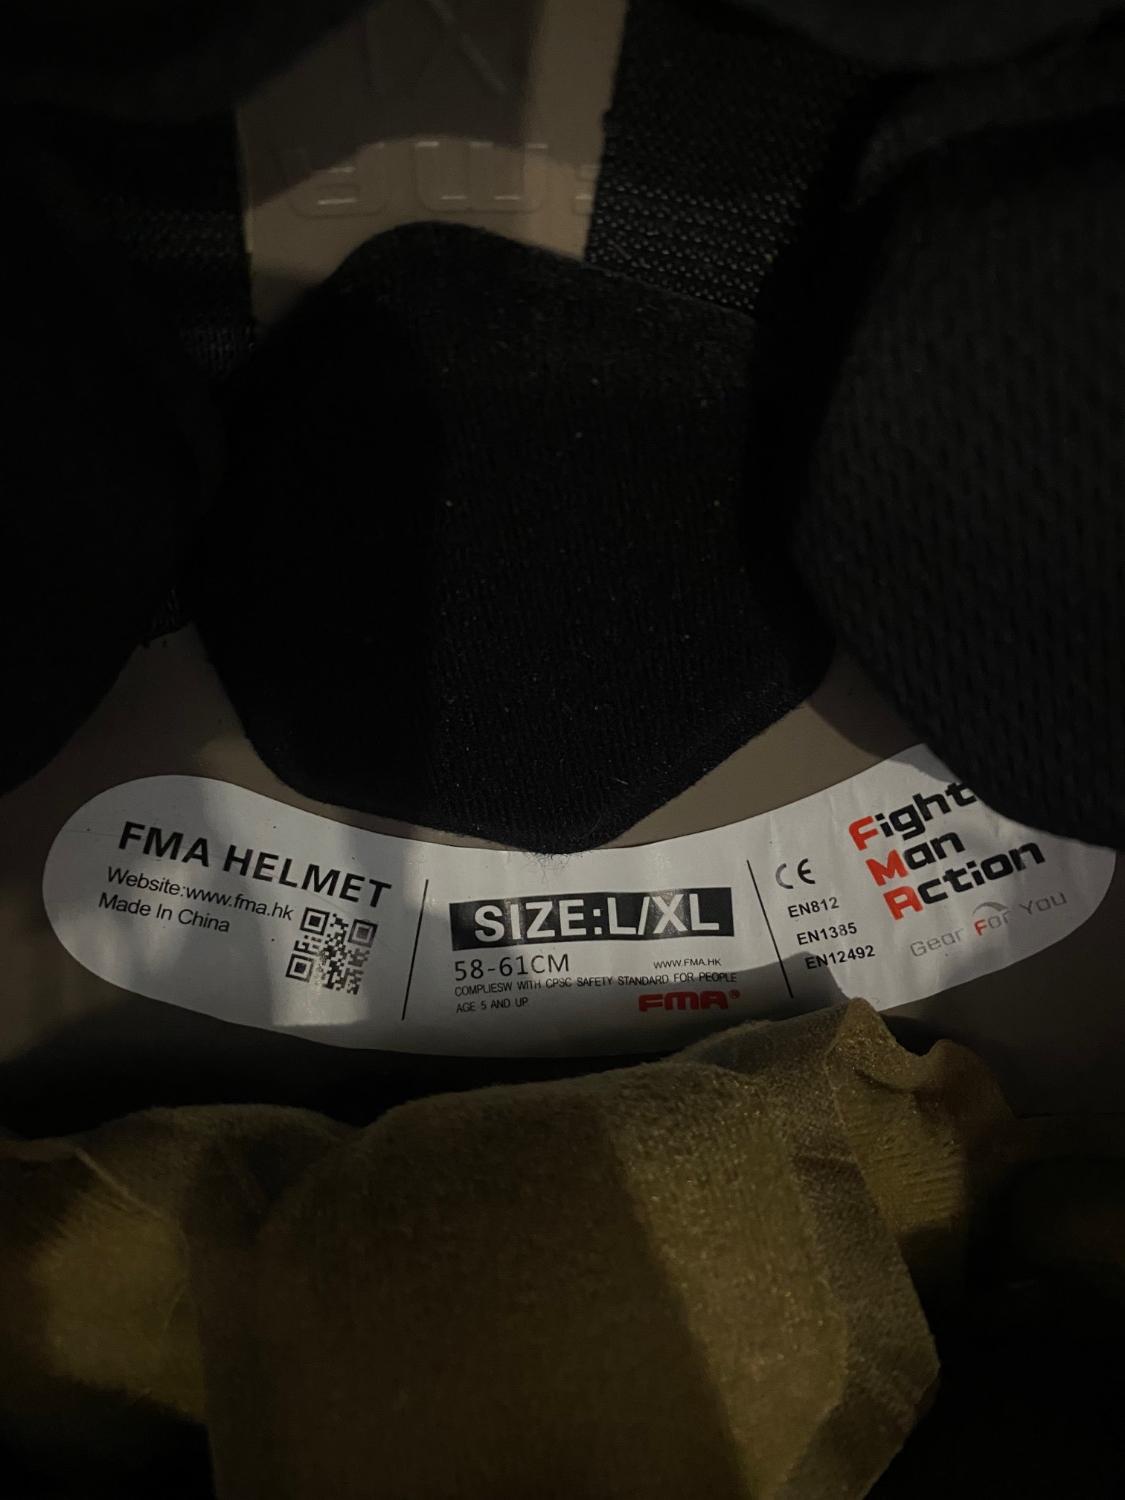 FMA HELMET
Website:www.fma.hk
Made In China
SIZE:L/XL
58-61CM
WWW.FMA.HK
COMPLIESW WITH CPSC SAFETY STANDARD FOR PEOPLE
AGE 5 AND UP
FMA®
CE
EN812
EN1385
EN12492
Fight
Man
Action
Gear For You